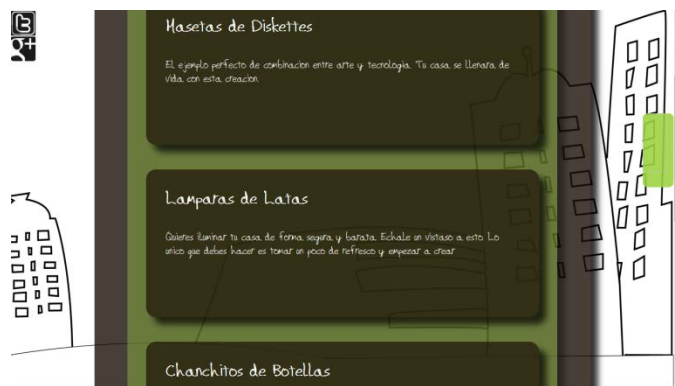 Masetas de Diskettes
El ejemplo perfecto de combinacion entre arte y tecnologia. Tu casa se llenara de
vida con esta creacion.
Lamparas de Latas
Quieres iluminar tu casa de forma segura y barata. Echale un vistaso a esto. Lo
unico que debes hacer es tomar un poco de refresco y empezar a crear
Chanchitos de Botellas
g+